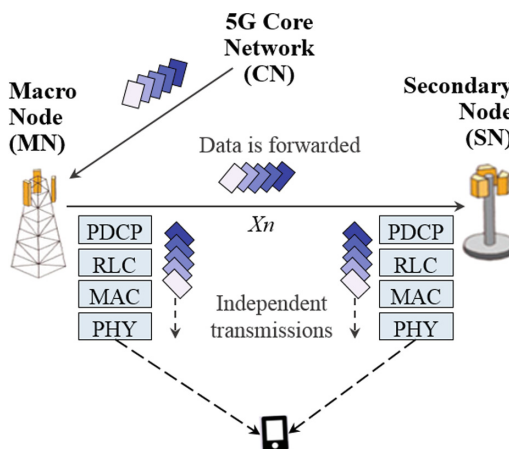 5G Core
Network
(CN)
Macro
Node
(MN)
Secondary
Node
(SN)
Data is forwarded
Xn
PDCP
RLC
MAC
PHY
Independent
transmissions
PDCP
RLC
MAC
PHY